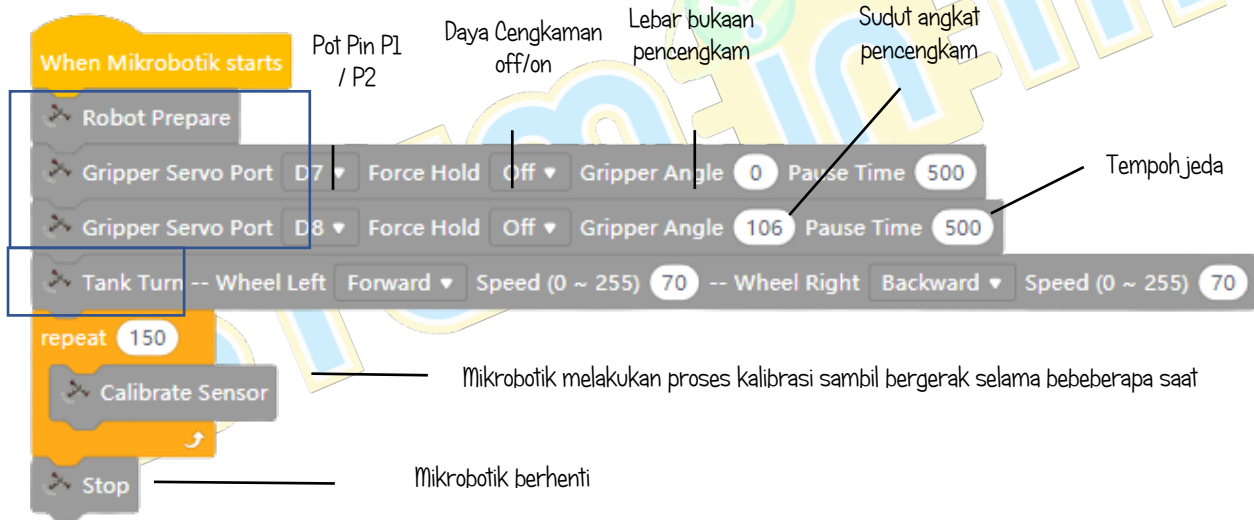 Pot Pin P1
/ P2
Daya Cengkaman
off/on
Lebar bukaan
pencengkam
Sudut angkat
pencengkam
When Mikrobotik starts
Robot Prepare
Gripper Servo Port D7 Force Hold Off Gripper Angle 0 Pause Time 500
Tempoh jeda
Gripper Servo Port D8 Force Hold Off Gripper Angle 106 Pause Time 500
Tank Turn -- Wheel Left Forward Speed (0 ~ 255) 70 -- Wheel Right Backward Speed (0 ~ 255) 70
repeat 150
Calibrate Sensor
Mikrobotik melakukan proses kalibrasi sambil bergerak selama bebeberapa saat
Stop
Mikrobotik berhenti